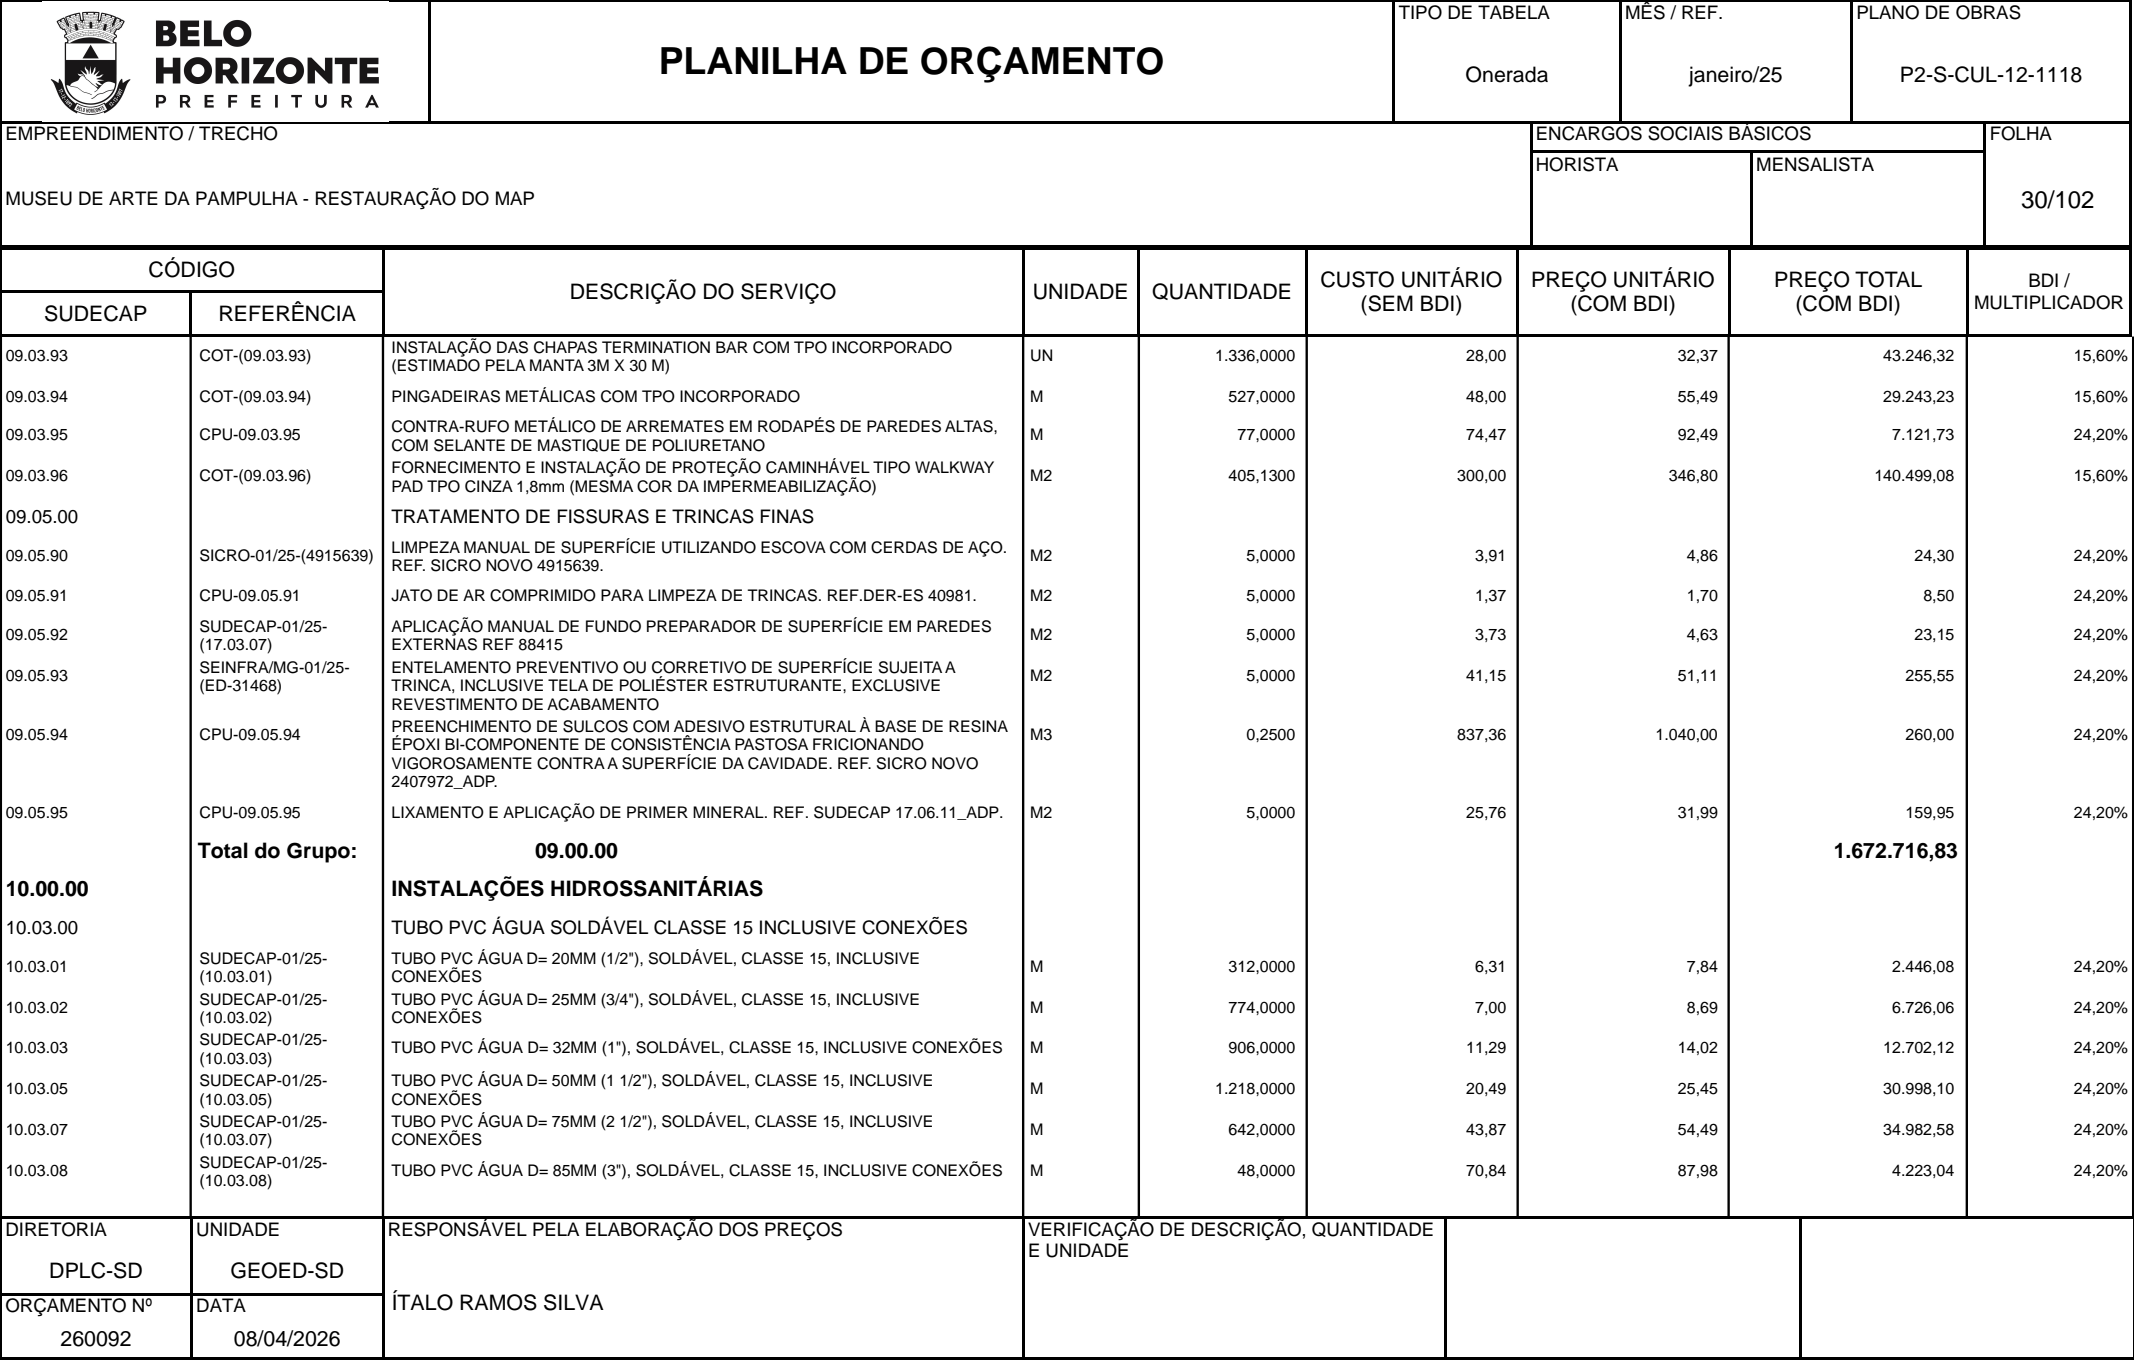 BELO
HORIZONTE
PREFEITURA
PLANILHA DE ORÇAMENTO
TIPO DE TABELA
Onerada
MÊS / REF.
janeiro/25
PLANO DE OBRAS
P2-S-CUL-12-1118
EMPREENDIMENTO / TRECHO
MUSEU DE ARTE DA PAMPULHA - RESTAURAÇÃO DO MAP
ENCARGOS SOCIAIS BÁSICOS
HORISTA
MENSALISTA
FOLHA
30/102
CÓDIGO
SUDECAP
REFERÊNCIA
DESCRIÇÃO DO SERVIÇO
UNIDADE
QUANTIDADE
CUSTO UNITÁRIO
(SEM BDI)
PREÇO UNITÁRIO
(COM BDI)
PREÇO TOTAL
(COM BDI)
BDI /
MULTIPLICADOR
09.03.93 COT-(09.03.93) INSTALAÇÃO DAS CHAPAS TERMINATION BAR COM TPO INCORPORADO
(ESTIMADO PELA MANTA 3M X 30 M) UN 1.336,0000 28,00 32,37 43.246,32 15,60%
09.03.94 COT-(09.03.94) PINGADEIRAS METÁLICAS COM TPO INCORPORADO M 527,0000 48,00 55,49 29.243,23 15,60%
09.03.95 CPU-09.03.95 CONTRA-RUFO METÁLICO DE ARREMATES EM RODAPÉS DE PAREDES ALTAS,
COM SELANTE DE MASTIQUE DE POLIURETANO M 77,0000 74,47 92,49 7.121,73 24,20%
09.03.96 COT-(09.03.96) FORNECIMENTO E INSTALAÇÃO DE PROTEÇÃO CAMINHÁVEL TIPO WALKWAY
PAD TPO CINZA 1,8mm (MESMA COR DA IMPERMEABILIZAÇÃO) M2 405,1300 300,00 346,80 140.499,08 15,60%
09.05.00 TRATAMENTO DE FISSURAS E TRINCAS FINAS
09.05.90 SICRO-01/25-(4915639) LIMPEZA MANUAL DE SUPERFÍCIE UTILIZANDO ESCOVA COM CERDAS DE AÇO.
REF. SICRO NOVO 4915639. M2 5,0000 3,91 4,86 24,30 24,20%
09.05.91 CPU-09.05.91 JATO DE AR COMPRIMIDO PARA LIMPEZA DE TRINCAS. REF.DER-ES 40981. M2 5,0000 1,37 1,70 8,50 24,20%
09.05.92 SUDECAP-01/25-
(17.03.07) APLICAÇÃO MANUAL DE FUNDO PREPARADOR DE SUPERFÍCIE EM PAREDES
EXTERNAS REF 88415 M2 5,0000 3,73 4,63 23,15 24,20%
09.05.93 SEINFRA/MG-01/25-
(ED-31468) ENTELAMENTO PREVENTIVO OU CORRETIVO DE SUPERFÍCIE SUJEITA A
TRINCA, INCLUSIVE TELA DE POLIÉSTER ESTRUTURANTE, EXCLUSIVE
REVESTIMENTO DE ACABAMENTO M2 5,0000 41,15 51,11 255,55 24,20%
09.05.94 CPU-09.05.94 PREENCHIMENTO DE SULCOS COM ADESIVO ESTRUTURAL À BASE DE RESINA
ÉPOXI BI-COMPONENTE DE CONSISTÊNCIA PASTOSA FRICIONANDO
VIGOROSAMENTE CONTRA A SUPERFÍCIE DA CAVIDADE. REF. SICRO NOVO
2407972_ADP. M3 0,2500 837,36 1.040,00 260,00 24,20%
09.05.95 CPU-09.05.95 LIXAMENTO E APLICAÇÃO DE PRIMER MINERAL. REF. SUDECAP 17.06.11_ADP. M2 5,0000 25,76 31,99 159,95 24,20%
Total do Grupo: 09.00.00 1.672.716,83
10.00.00 INSTALAÇÕES HIDROSSANITÁRIAS
10.03.00 TUBO PVC ÁGUA SOLDÁVEL CLASSE 15 INCLUSIVE CONEXÕES
10.03.01 SUDECAP-01/25-
(10.03.01) TUBO PVC ÁGUA D= 20MM (1/2"), SOLDÁVEL, CLASSE 15, INCLUSIVE
CONEXÕES M 312,0000 6,31 7,84 2.446,08 24,20%
10.03.02 SUDECAP-01/25-
(10.03.02) TUBO PVC ÁGUA D= 25MM (3/4"), SOLDÁVEL, CLASSE 15, INCLUSIVE
CONEXÕES M 774,0000 7,00 8,69 6.726,06 24,20%
10.03.03 SUDECAP-01/25-
(10.03.03) TUBO PVC ÁGUA D= 32MM (1"), SOLDÁVEL, CLASSE 15, INCLUSIVE CONEXÕES M 906,0000 11,29 14,02 12.702,12 24,20%
10.03.05 SUDECAP-01/25-
(10.03.05) TUBO PVC ÁGUA D= 50MM (1 1/2"), SOLDÁVEL, CLASSE 15, INCLUSIVE
CONEXÕES M 1.218,0000 20,49 25,45 30.998,10 24,20%
10.03.07 SUDECAP-01/25-
(10.03.07) TUBO PVC ÁGUA D= 75MM (2 1/2"), SOLDÁVEL, CLASSE 15, INCLUSIVE
CONEXÕES M 642,0000 43,87 54,49 34.982,58 24,20%
10.03.08 SUDECAP-01/25-
(10.03.08) TUBO PVC ÁGUA D= 85MM (3"), SOLDÁVEL, CLASSE 15, INCLUSIVE CONEXÕES M 48,0000 70,84 87,98 4.223,04 24,20%
DIRETORIA
DPLC-SD
UNIDADE
GEOED-SD
RESPONSÁVEL PELA ELABORAÇÃO DOS PREÇOS
ÍTALO RAMOS SILVA
VERIFICAÇÃO DE DESCRIÇÃO, QUANTIDADE
E UNIDADE
ORÇAMENTO Nº
260092
DATA
08/04/2026